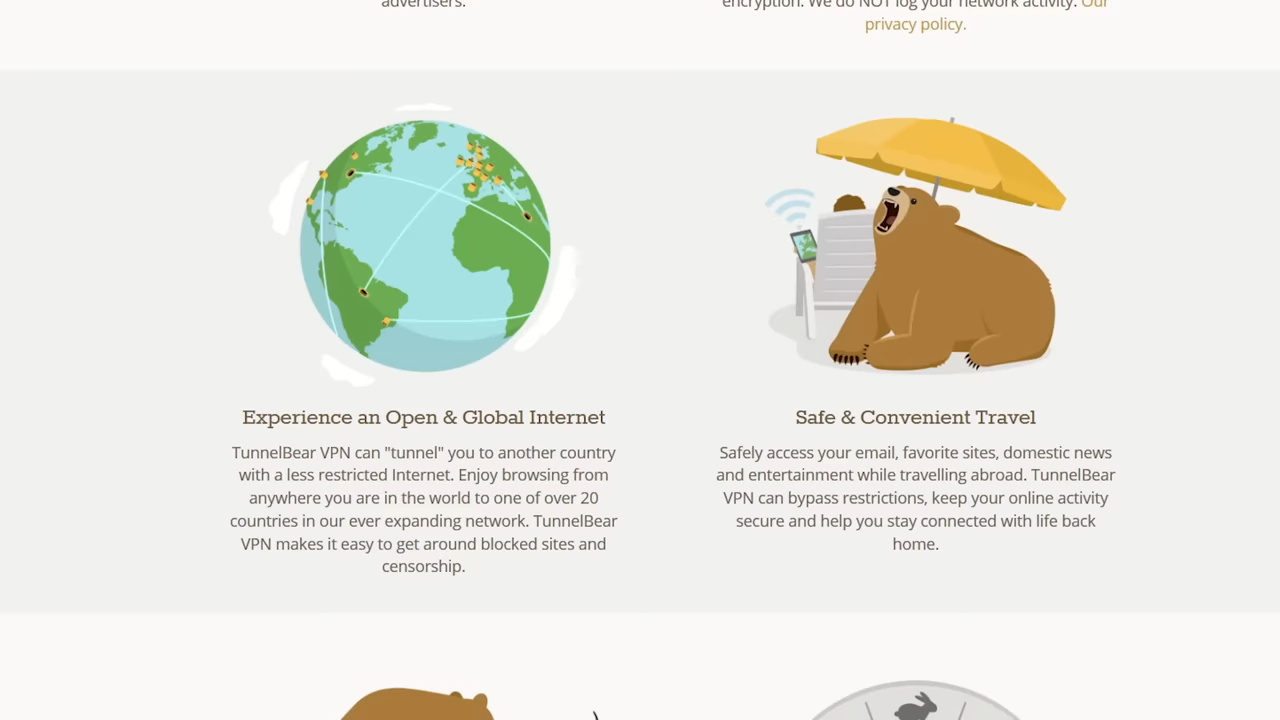 advertisers.
encryption. We do NOT log your network activity. Our
privacy policy.
Experience an Open & Global Internet
TunnelBear VPN can "tunnel" you to another country
with a less restricted Internet. Enjoy browsing from
anywhere you are in the world to one of over 20
countries in our ever expanding network. TunnelBear
VPN makes it easy to get around blocked sites and
censorship.
Safe & Convenient Travel
Safely access your email, favorite sites, domestic news
and entertainment while travelling abroad. TunnelBear
VPN can bypass restrictions, keep your online activity
secure and help you stay connected with life back
home.